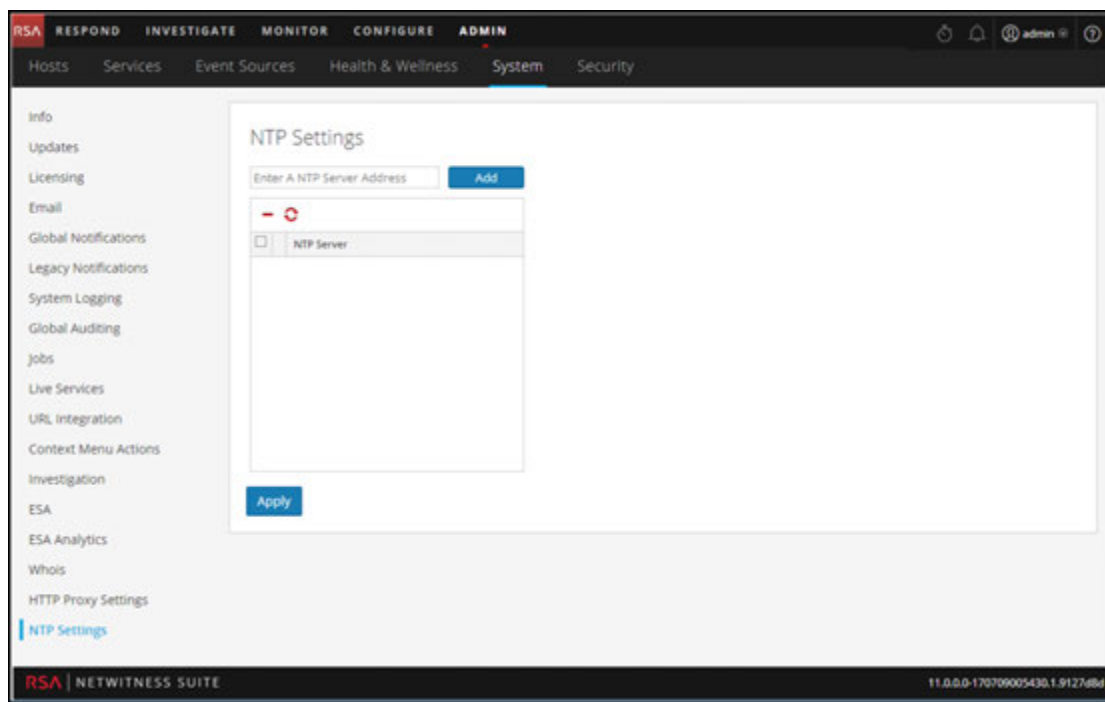 RSA RESPOND INVESTIGATE MONITOR CONFIGURE ADMIN admin
Hosts Services Event Sources Health & Wellness System Security
Info
Updates
Licensing
Email
Global Notifications
Legacy Notifications
System Logging
Global Auditing
Jobs
Live Services
URL Integration
Context Menu Actions
Investigation
ESA
ESA Analytics
Whois
HTTP Proxy Settings
NTP Settings
NTP Settings
Enter A NTP Server Address Add
NTP Server
Apply
RSA NETWITNESS SUITE 11.0.0.0-170709005430.1.9127d8d